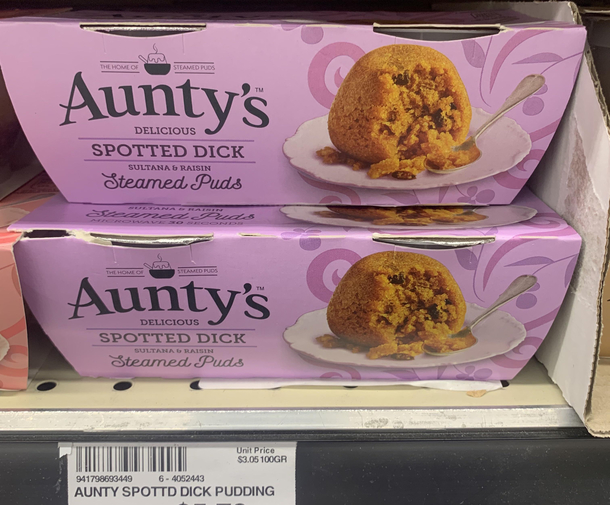 THE HOME OF STEAMED PUDS
Aunty's™
DELICIOUS
SPOTTED DICK
SULTANA & RAISIN
Steamed Puds
SULTANA & RAISIN
Steamed Puds
MICROWAVE 30 SECONDS
THE HOME OF STEAMED PUDS
Aunty's™
DELICIOUS
SPOTTED DICK
SULTANA & RAISIN
Steamed Puds
Unit Price
$3.05 100GR
941798693449 6 - 4052443
AUNTY SPOTTD DICK PUDDING